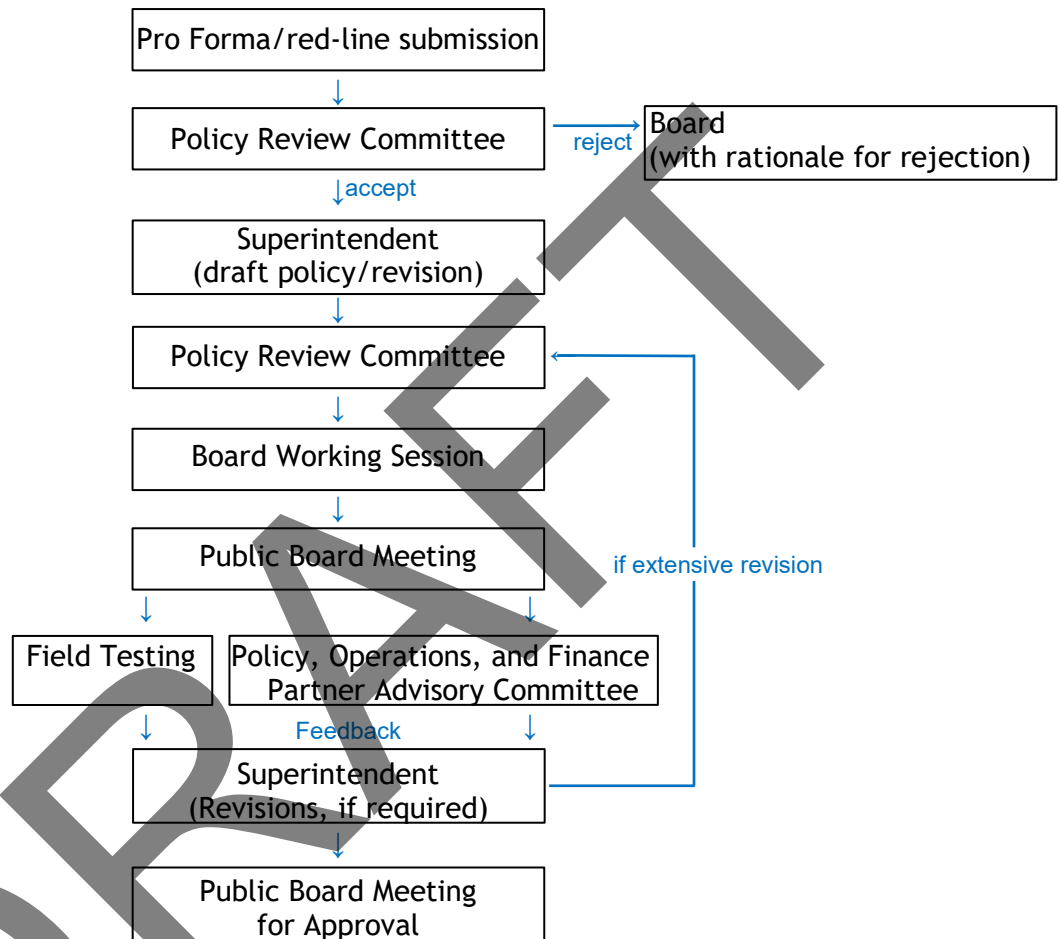 Pro Forma/red-line submission
↓
Policy Review Committee
reject
Board
(with rationale for rejection)
↓accept
Superintendent
(draft policy/revision)
↓
Policy Review Committee
↓
Board Working Session
↓
Public Board Meeting
if extensive revision
↓ ↓
Field Testing
Policy, Operations, and Finance
Partner Advisory Committee
↓ Feedback ↓
Superintendent
(Revisions, if required)
↓
Public Board Meeting
for Approval
DRAFT